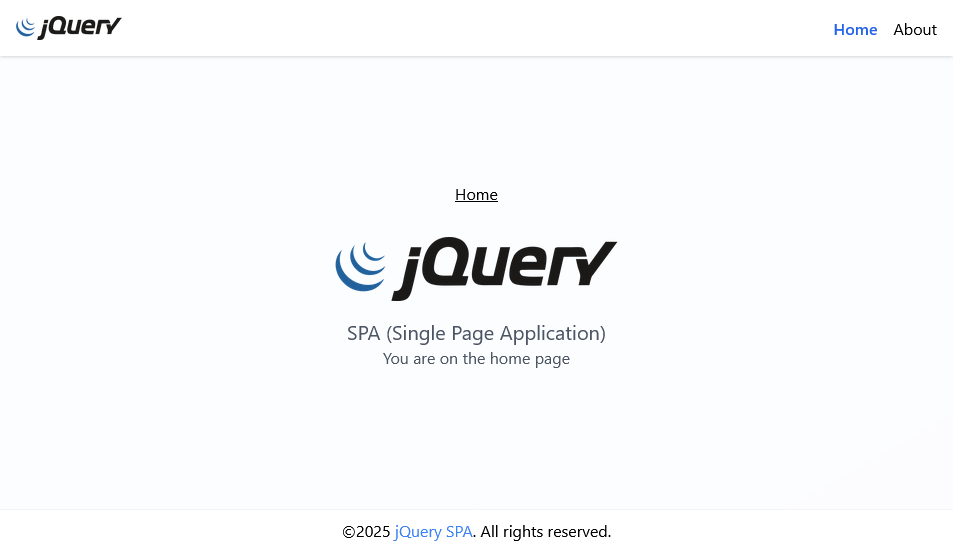 jQuery
Home
About
Home
jQuery
SPA (Single Page Application)
You are on the home page
©2025 jQuery SPA. All rights reserved.